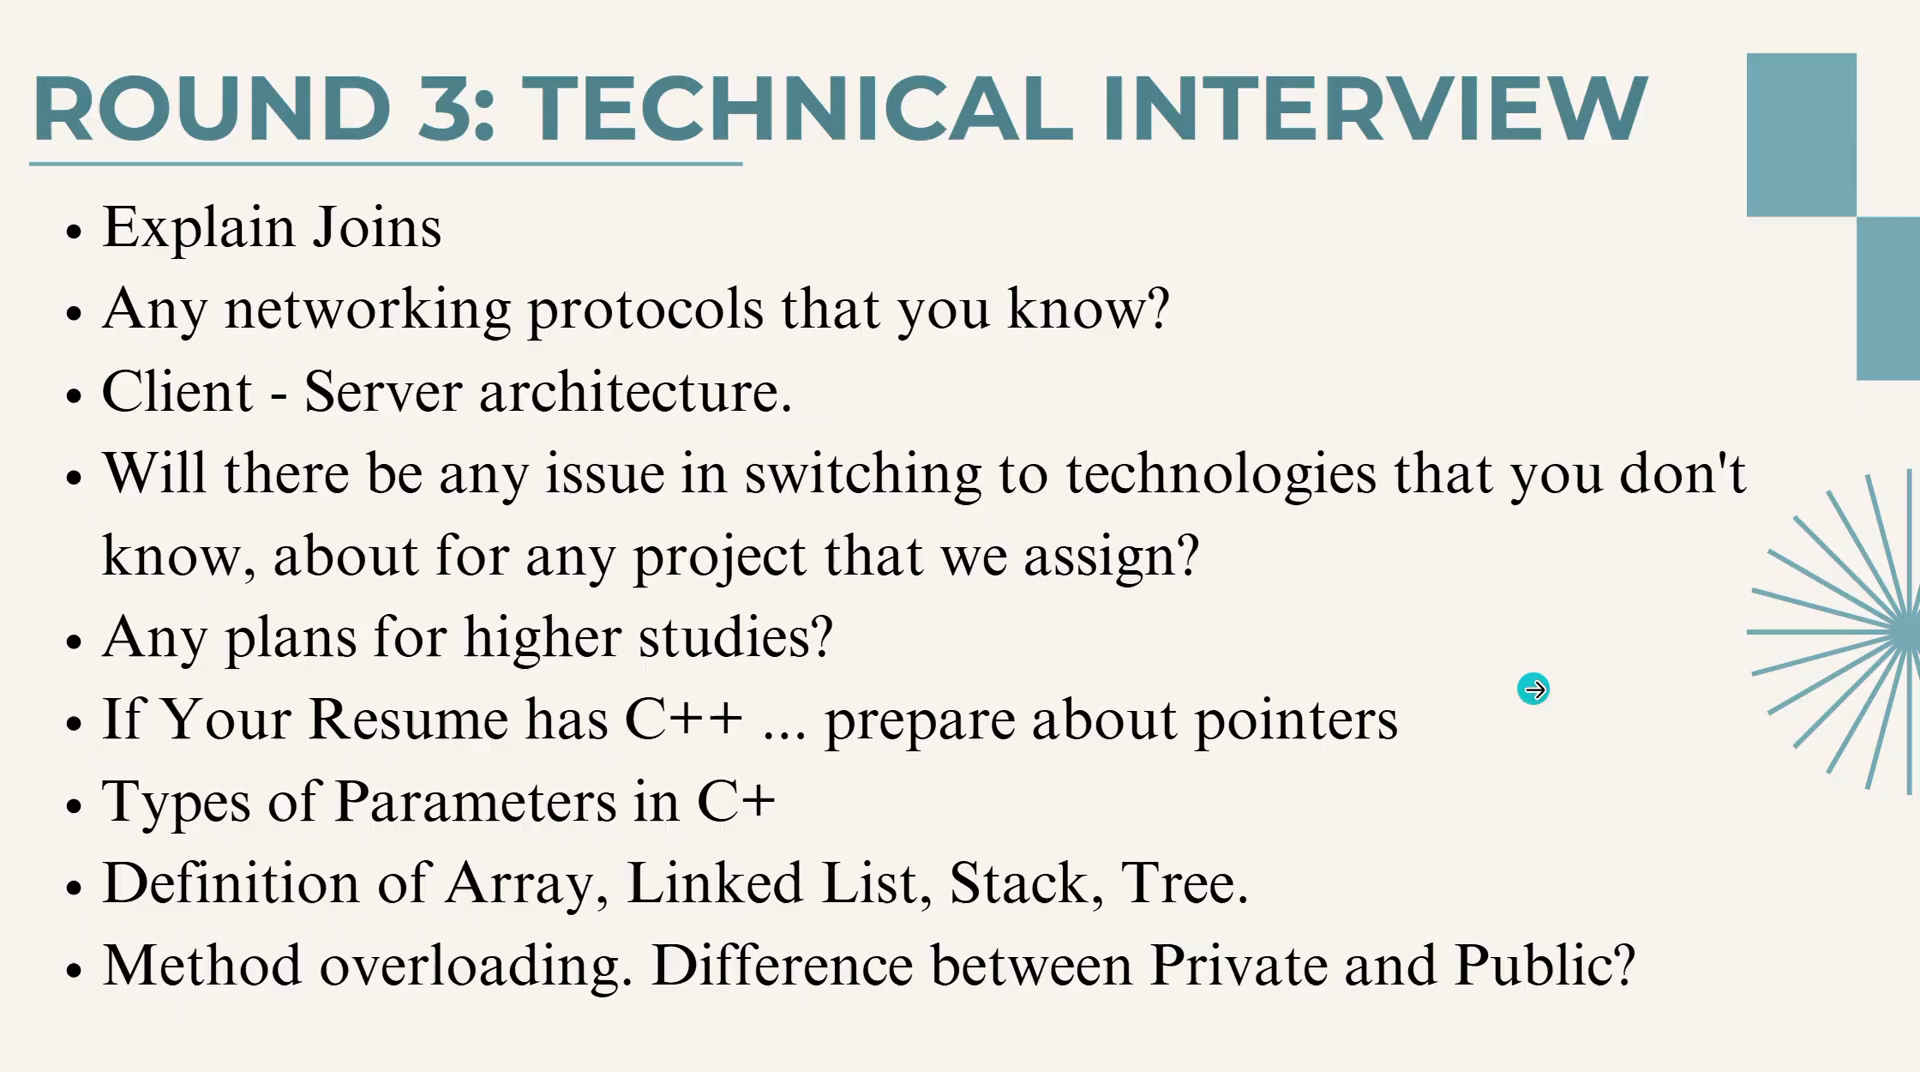 ROUND 3: TECHNICAL INTERVIEW
• Explain Joins
• Any networking protocols that you know?
• Client - Server architecture.
• Will there be any issue in switching to technologies that you don't
know, about for any project that we assign?
• Any plans for higher studies?
• If Your Resume has C++ ... prepare about pointers
• Types of Parameters in C+
• Definition of Array, Linked List, Stack, Tree.
• Method overloading. Difference between Private and Public?